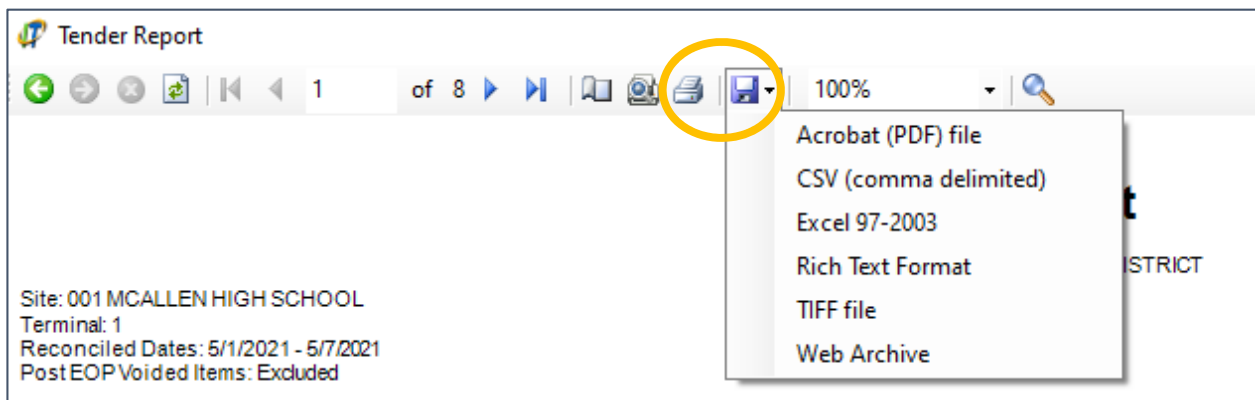 Tender Report
1 of 8 100%
Acrobat (PDF) file
CSV (comma delimited)
Excel 97-2003
t
Rich Text Format
ISTRICT
Site: 001 MCALLEN HIGH SCHOOL
TIFF file
Terminal: 1
Reconciled Dates: 5/1/2021 - 5/7/2021
Web Archive
Post EOP Voided Items: Excluded